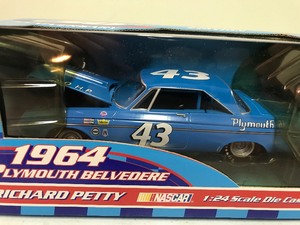 43
Plymouth
43
1964
PLYMOUTH BELVEDERE
RICHARD PETTY
NASCAR
1:24 Scale Die Cas